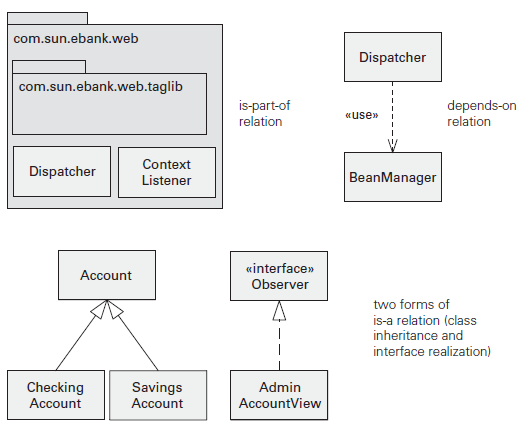 com.sun.ebank.web
com.sun.ebank.web.taglib
Dispatcher
Context
Listener
is-part-of
relation
Dispatcher
«use»
depends-on
relation
BeanManager
Account
Checking
Account
Savings
Account
«interface»
Observer
Admin
AccountView
two forms of
is-a relation (class
inheritance and
interface realization)